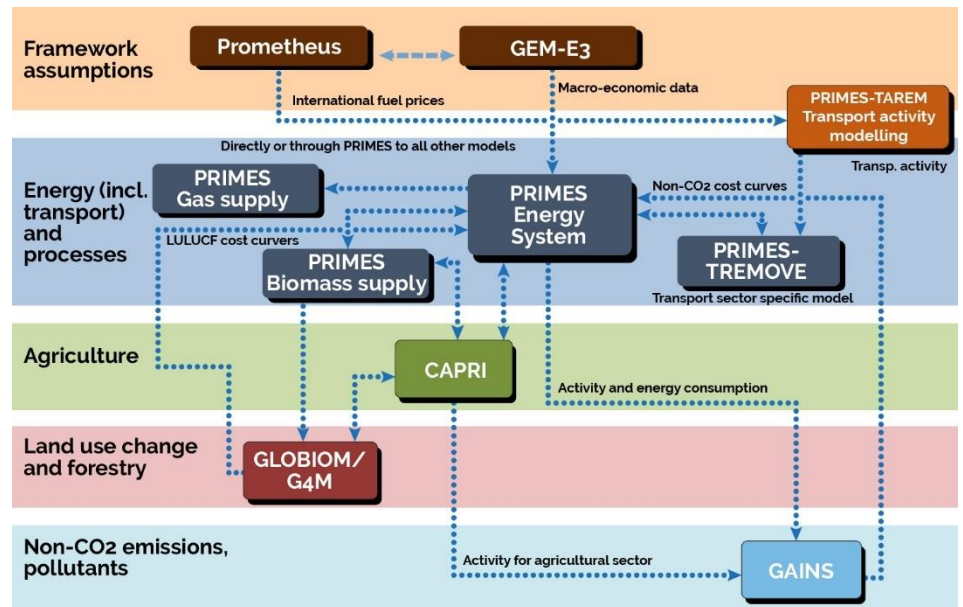 Framework
assumptions
Prometheus
GEM-E3
International fuel prices
Macro-economic data
PRIMES-TAREM
Transport activity
modelling
Directly or through PRIMES to all other models
Transp. activity
Energy (incl.
transport) and
processes
PRIMES
Gas supply
PRIMES
Energy
System
Non-CO2 cost curves
LULUCF cost curvers
PRIMES
Biomass supply
PRIMES-
TREMOVE
Transport sector specific model
Agriculture
CAPRI
Activity and energy consumption
Land use change
and forestry
GLOBIOM/
G4M
Non-CO2 emissions,
pollutants
Activity for agricultural sector
GAINS